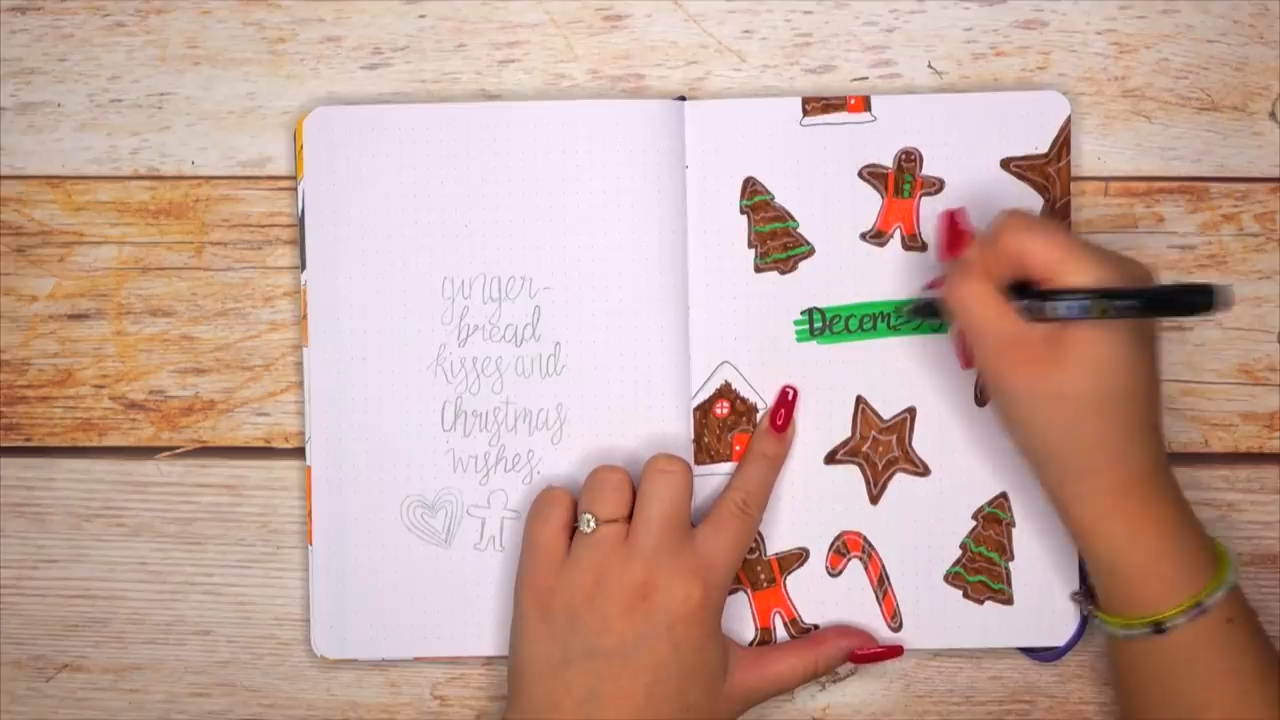 ginger-
bread
kisses and
Christmas
wishes.
Decem